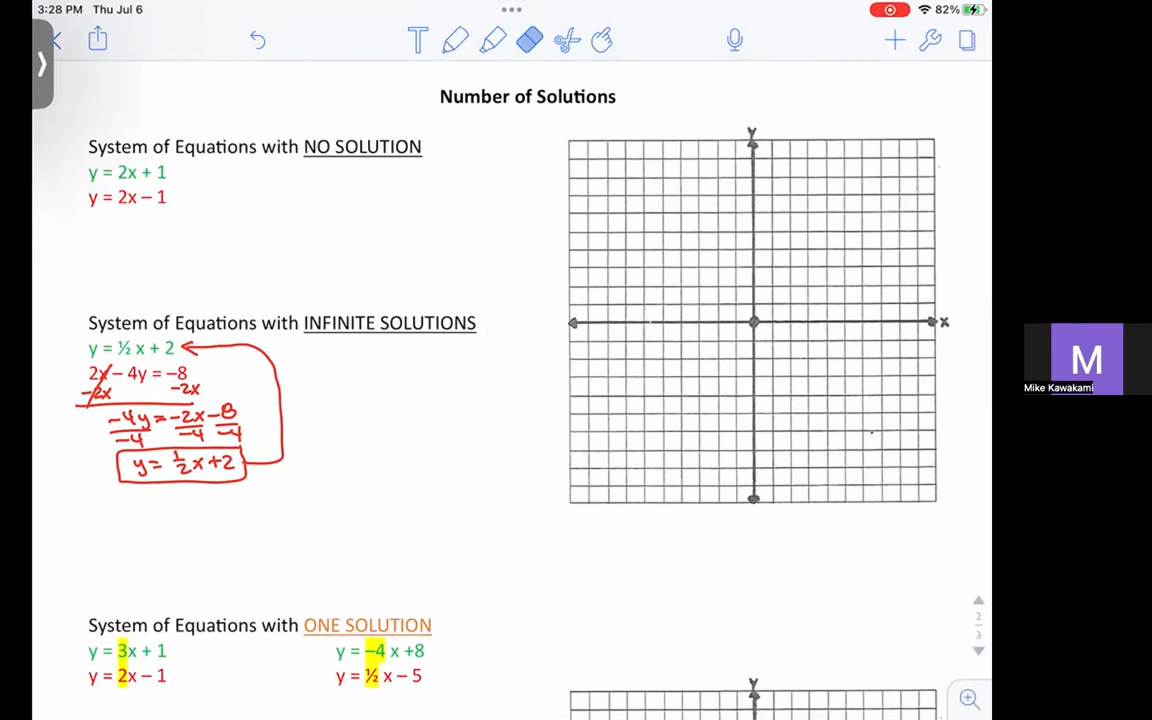 3:28 PM Thu Jul 6
82%
T
Number of Solutions
System of Equations with NO SOLUTION
y = 2x + 1
y = 2x – 1
Y
X
System of Equations with INFINITE SOLUTIONS
y = ½ x + 2
2x – 4y = –8
-2x -2x
-4y = -2x - 8
-4 -4 -4
y = ½x + 2
M
Mike Kawakami
System of Equations with ONE SOLUTION
y = 3x + 1 y = –4 x +8
y = 2x – 1 y = ½ x – 5
Y
2
3